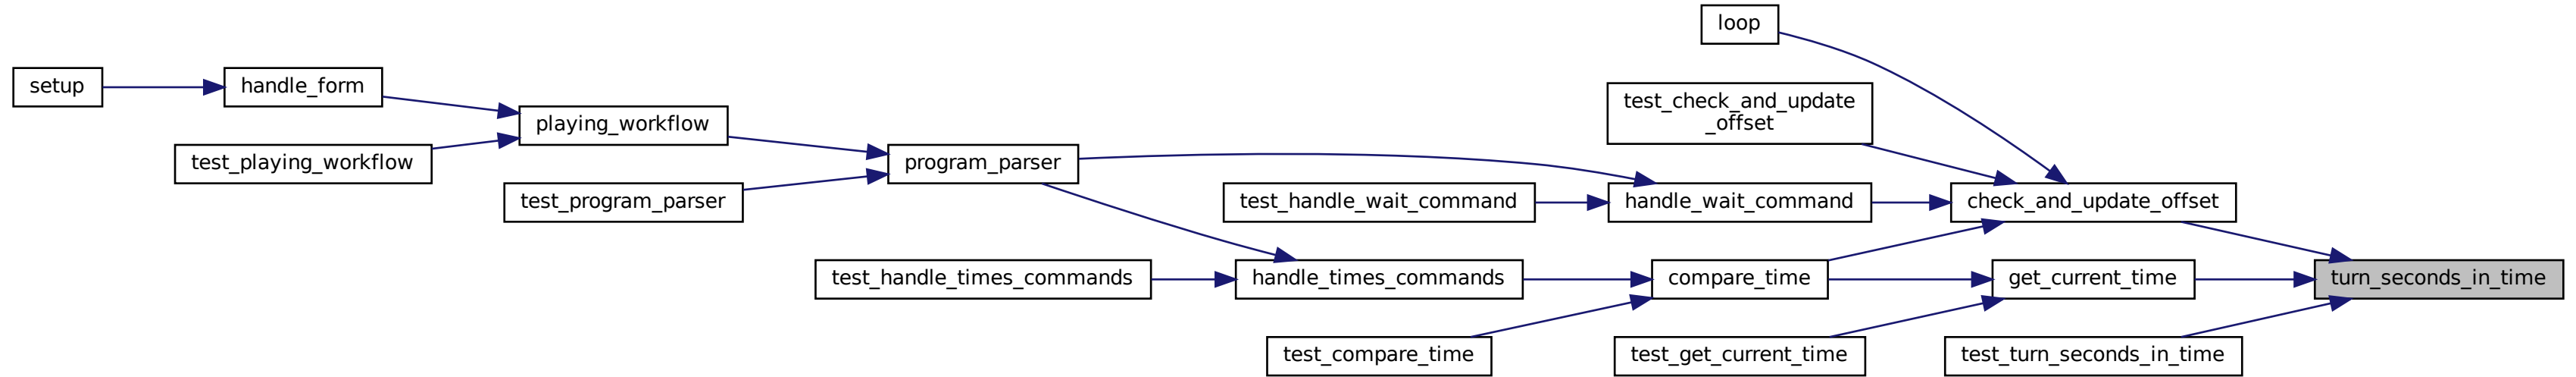 loop
setup
handle_form
test_check_and_update
_offset
playing_workflow
test_playing_workflow
program_parser
test_program_parser
test_handle_wait_command
handle_wait_command
check_and_update_offset
test_handle_times_commands
handle_times_commands
compare_time
get_current_time
turn_seconds_in_time
test_compare_time
test_get_current_time
test_turn_seconds_in_time